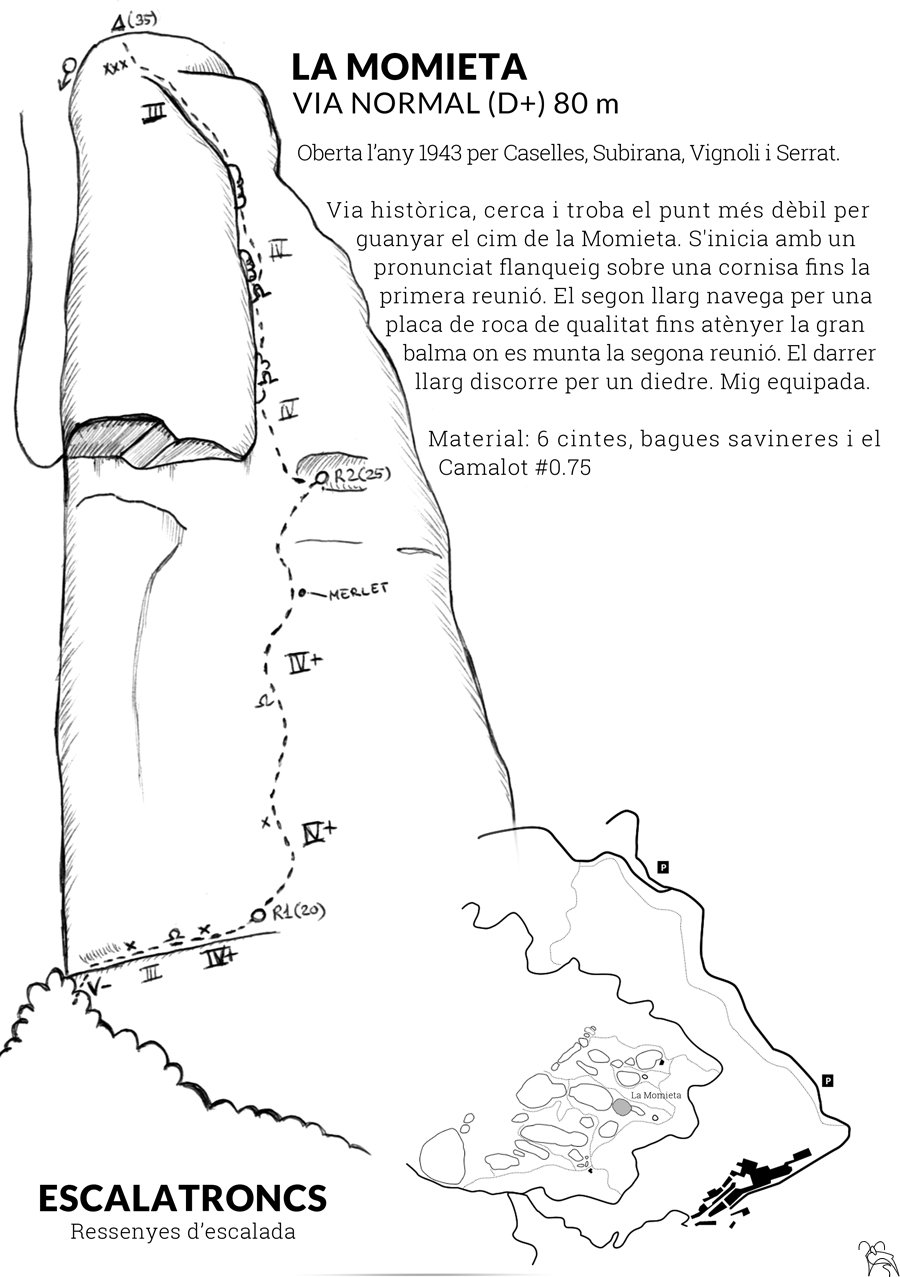 Δ(35)
xxx
III
LA MOMIETA
VIA NORMAL (D+) 80 m
Oberta l’any 1943 per Caselles, Subirana, Vignoli i Serrat.
Via històrica, cerca i troba el punt més dèbil per
guanyar el cim de la Momieta. S'inicia amb un
pronunciat flanqueig sobre una cornisa fins la
primera reunió. El segon llarg navega per una
placa de roca de qualitat fins atènyer la gran
balma on es munta la segona reunió. El darrer
llarg discorre per un diedre. Mig equipada.
Material: 6 cintes, bagues savineres i el
Camalot #0.75
IV
IV
R2(25)
MERLET
IV+
x
IV+
R1(20)
x
x
III
IV+
V-
P
P
La Momieta
ESCALATRONCS
Ressenyes d’escalada